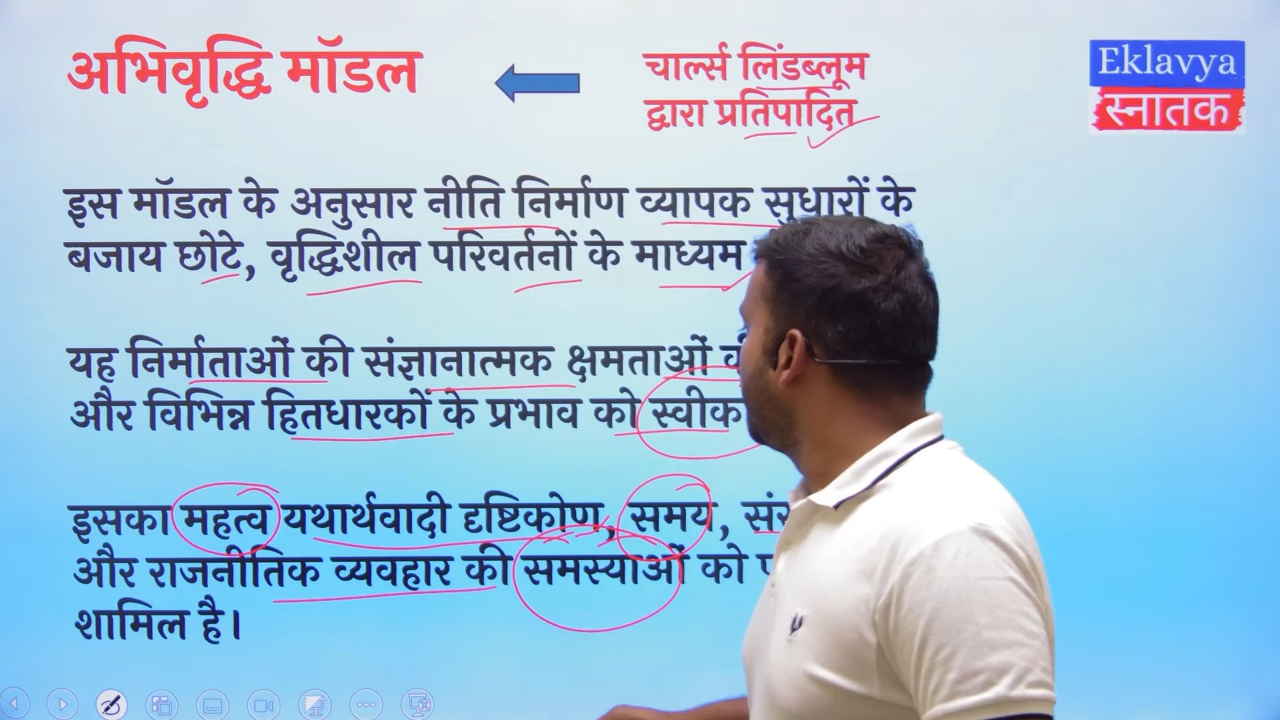 अभिवृद्धि मॉडल
चार्ल्स लिंडब्लूम
द्वारा प्रतिपादित
Eklavya
स्नातक
इस मॉडल के अनुसार नीति निर्माण व्यापक सुधारों के
बजाय छोटे, वृद्धिशील परिवर्तनों के माध्यम
यह निर्माताओं की संज्ञानात्मक क्षमताओं
और विभिन्न हितधारकों के प्रभाव को
इसका महत्व यथार्थवादी दृष्टिकोण, समय,
और राजनीतिक व्यवहार की समस्याओं को
शामिल है।